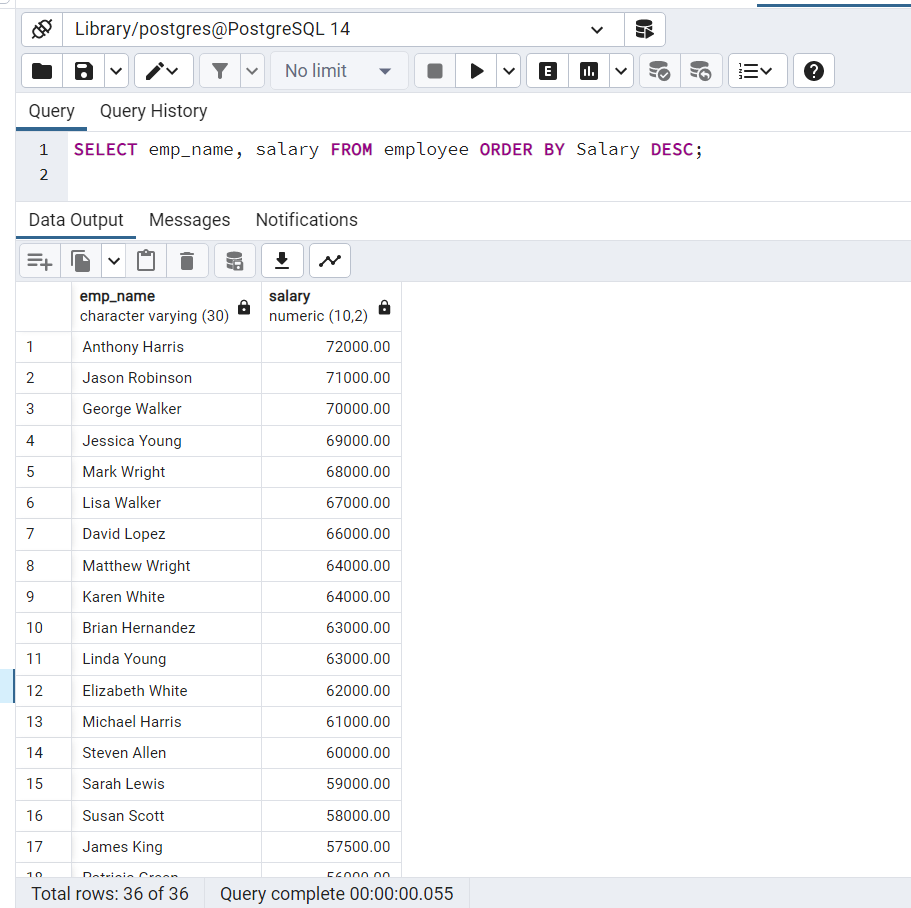 Library/postgres@PostgreSQL 14
No limit
E
Query Query History
1 SELECT emp_name, salary FROM employee ORDER BY Salary DESC;
2
Data Output Messages Notifications
emp_name salary
character varying (30) numeric (10,2)
1 Anthony Harris 72000.00
2 Jason Robinson 71000.00
3 George Walker 70000.00
4 Jessica Young 69000.00
5 Mark Wright 68000.00
6 Lisa Walker 67000.00
7 David Lopez 66000.00
8 Matthew Wright 64000.00
9 Karen White 64000.00
10 Brian Hernandez 63000.00
11 Linda Young 63000.00
12 Elizabeth White 62000.00
13 Michael Harris 61000.00
14 Steven Allen 60000.00
15 Sarah Lewis 59000.00
16 Susan Scott 58000.00
17 James King 57500.00
18 Patricia Green 56000.00
Total rows: 36 of 36 Query complete 00:00:00.055